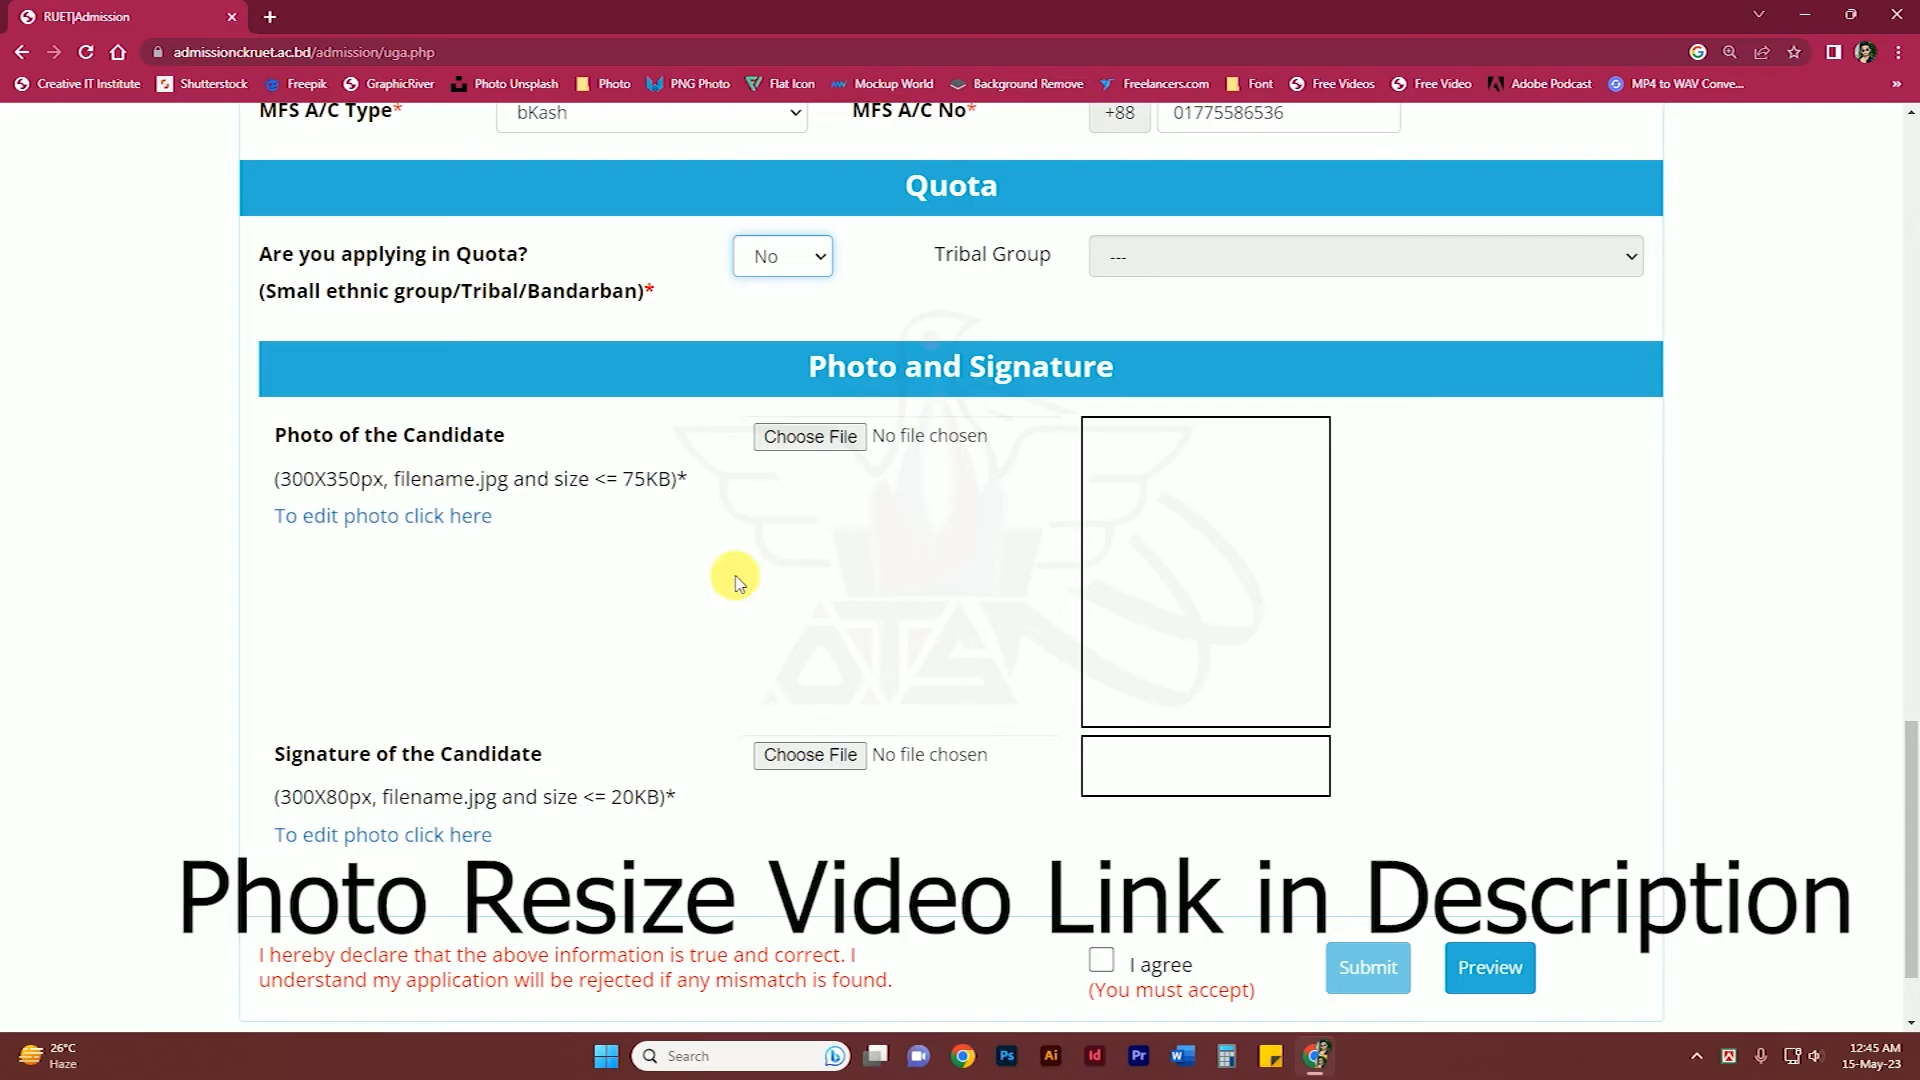 RUET|Admission
admissionckruet.ac.bd/admission/uga.php
Creative IT Institute Shutterstock Freepik GraphicRiver Photo Unsplash Photo PNG Photo Flat Icon Mockup World Background Remove Freelancers.com Font Free Videos Free Video Adobe Podcast MP4 to WAV Conve... »
MFS A/C Type* bKash MFS A/C No* +88 01775586536
Quota
Are you applying in Quota? No Tribal Group ---
(Small ethnic group/Tribal/Bandarban)*
Photo and Signature
Photo of the Candidate Choose File No file chosen
(300X350px, filename.jpg and size <= 75KB)*
To edit photo click here
OTS
Signature of the Candidate Choose File No file chosen
(300X80px, filename.jpg and size <= 20KB)*
To edit photo click here
Photo Resize Video Link in Description
I hereby declare that the above information is true and correct. I
understand my application will be rejected if any mismatch is found.
I agree
(You must accept)
Submit Preview
26°C
Haze
Search
Ps Ai Id Pr W
12:45 AM
15-May-23